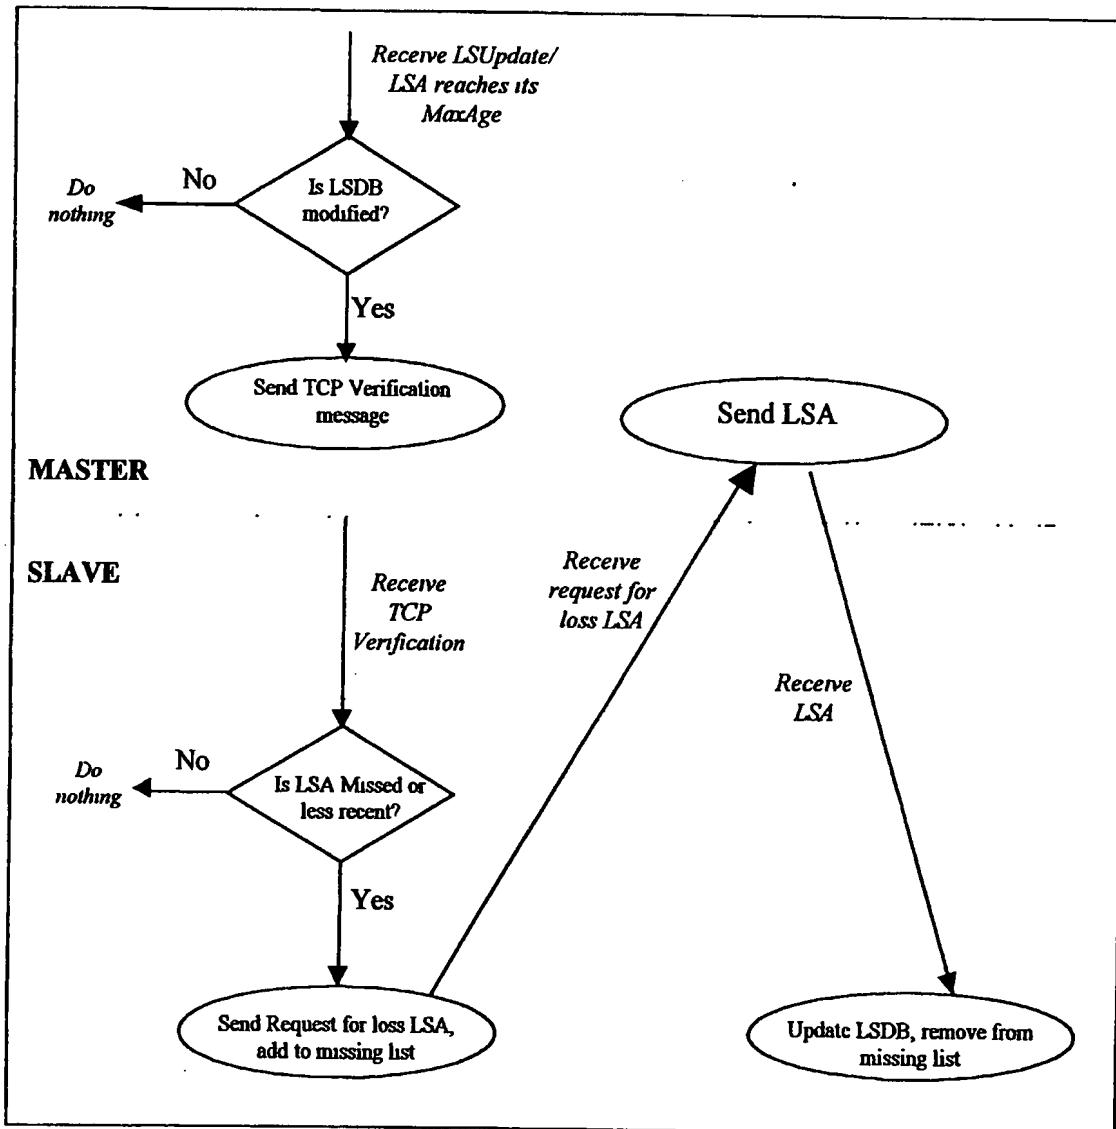 Receive LSUpdate/
LSA reaches its
MaxAge
Is LSDB
modified?
No
Do
nothing
Yes
Send TCP Verification
message
Send LSA
MASTER
SLAVE
Receive
TCP
Verification
Receive
request for
loss LSA
Receive
LSA
Is LSA Missed or
less recent?
No
Do
nothing
Yes
Send Request for loss LSA,
add to missing list
Update LSDB, remove from
missing list